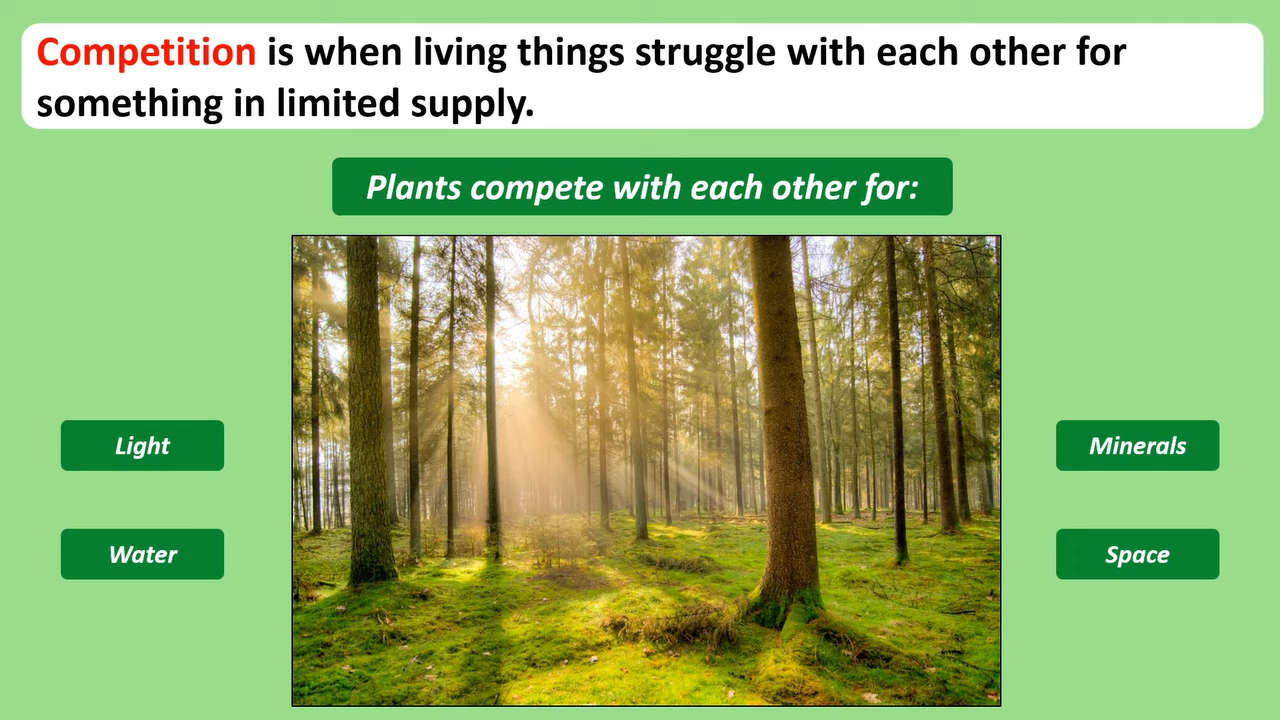 Competition is when living things struggle with each other for
something in limited supply.
Plants compete with each other for:
Light
Water
Minerals
Space